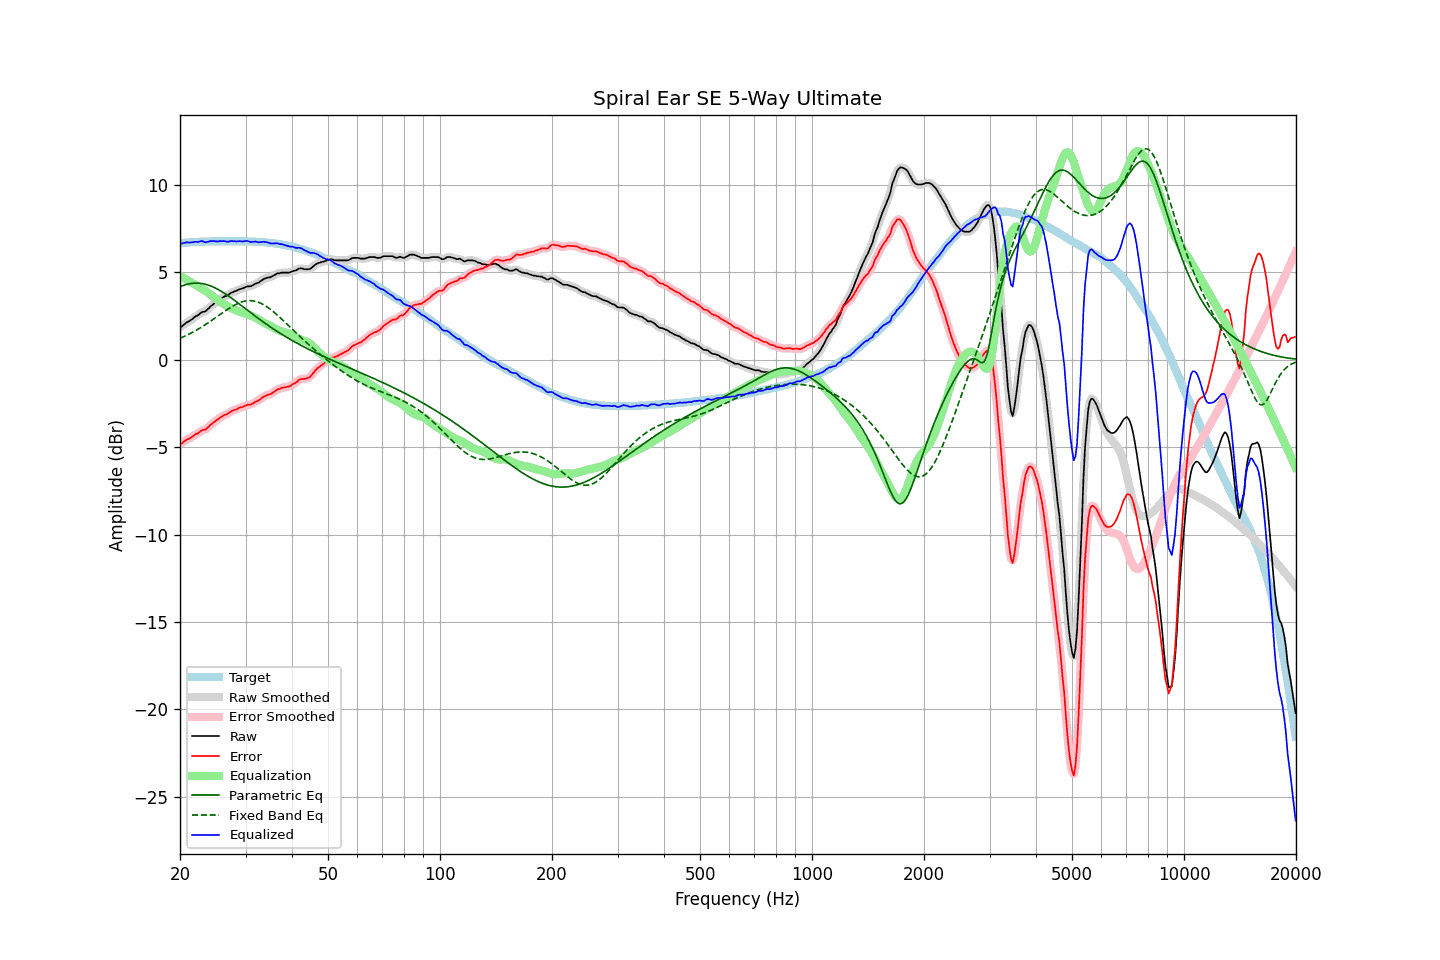 Spiral Ear SE 5-Way Ultimate
Amplitude (dBr)
10
5
0
−5
−10
−15
−20
−25
Target
Raw Smoothed
Error Smoothed
Raw
Error
Equalization
Parametric Eq
Fixed Band Eq
Equalized
20 50 100 200 500 1000 2000 5000 10000 20000
Frequency (Hz)